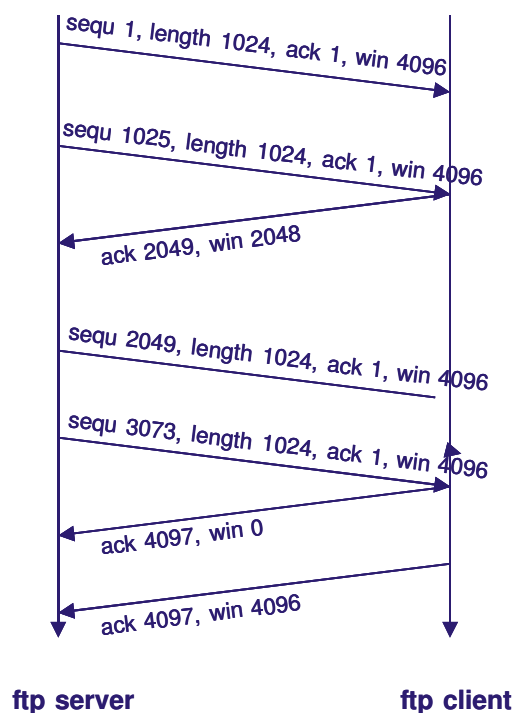 sequ 1, length 1024, ack 1, win 4096
sequ 1025, length 1024, ack 1, win 4096
ack 2049, win 2048
sequ 2049, length 1024, ack 1, win 4096
sequ 3073, length 1024, ack 1, win 4096
ack 4097, win 0
ack 4097, win 4096
ftp server
ftp client